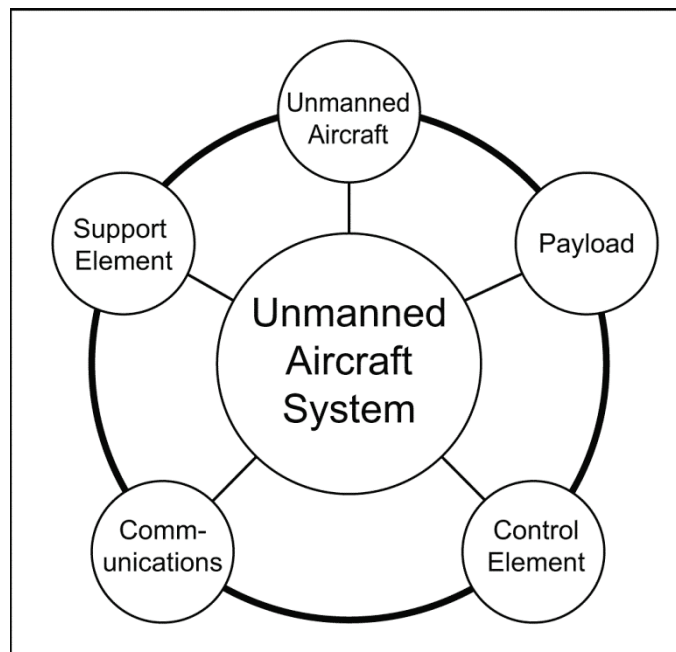 Unmanned
Aircraft
Support
Element
Payload
Unmanned
Aircraft
System
Comm-
unications
Control
Element